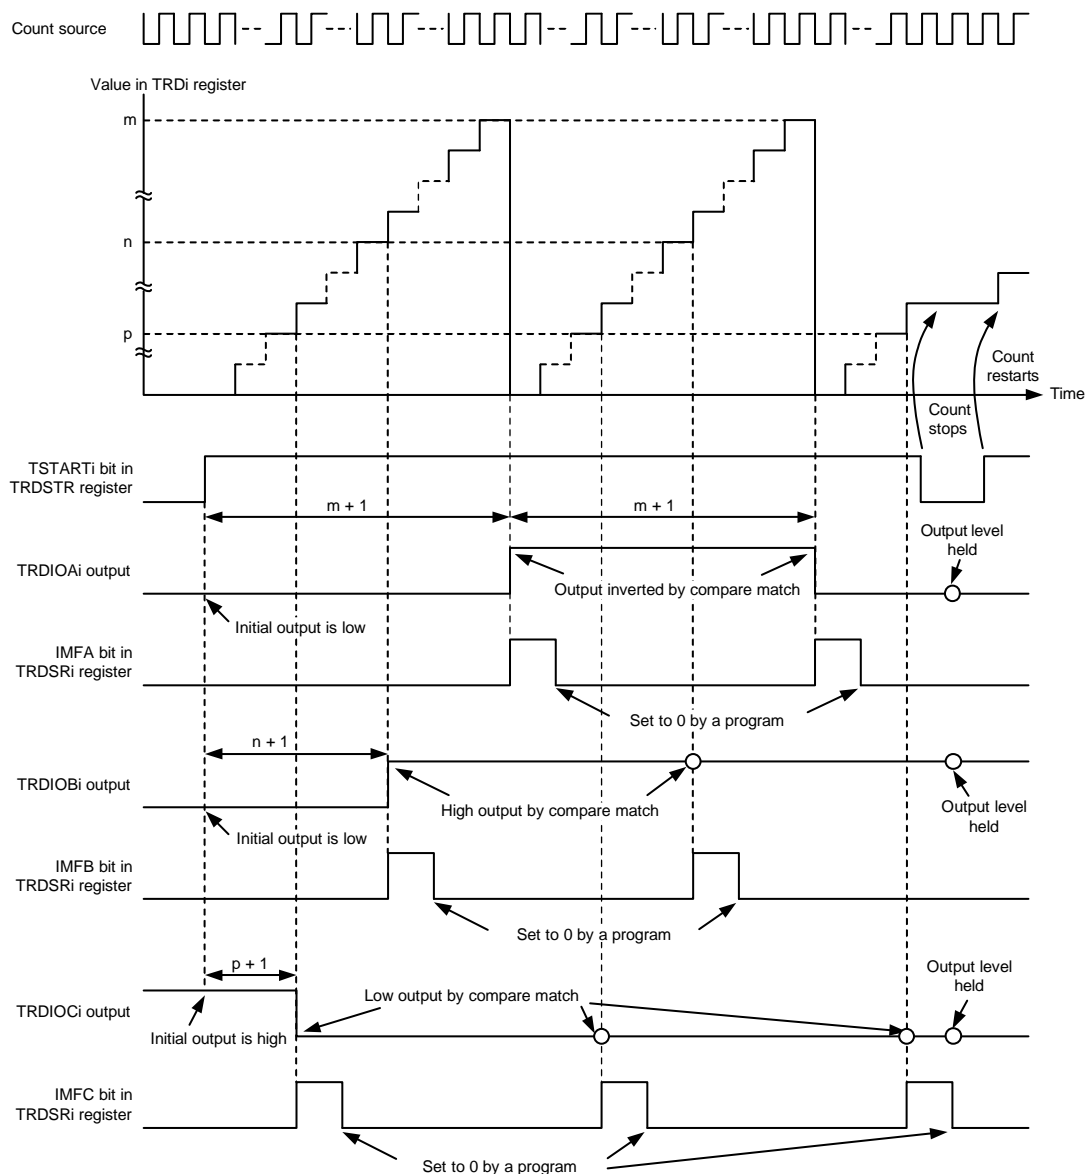 Count source
Value in TRDi register
m
n
p
Count
restarts
Time
Count
stops
TSTARTi bit in
TRDSTR register
m + 1
m + 1
Output level
held
TRDIOAi output
Output inverted by compare match
Initial output is low
IMFA bit in
TRDSRi register
Set to 0 by a program
n + 1
TRDIOBi output
High output by compare match
Output level
held
Initial output is low
IMFB bit in
TRDSRi register
Set to 0 by a program
p + 1
Output level
held
Low output by compare match
TRDIOCi output
Initial output is high
IMFC bit in
TRDSRi register
Set to 0 by a program